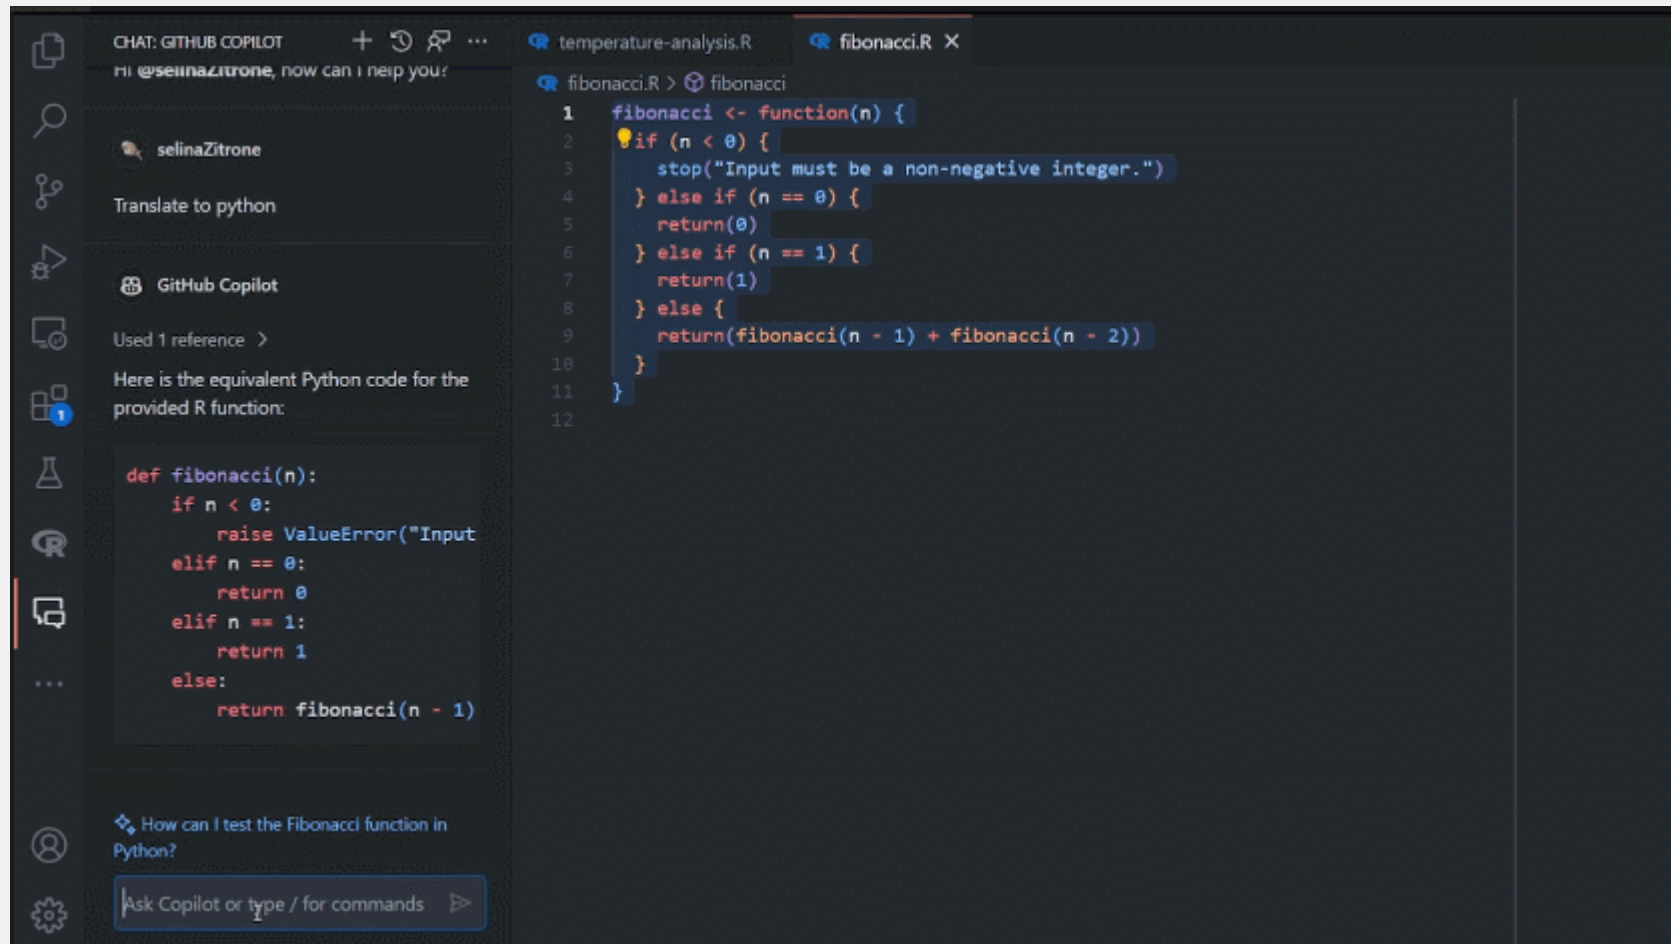 CHAT: GITHUB COPILOT
Hi @selinaZitrone, how can I help you?
selinaZitrone
Translate to python
GitHub Copilot
Used 1 reference >
Here is the equivalent Python code for the
provided R function:
def fibonacci(n):
    if n < 0:
        raise ValueError("Input
    elif n == 0:
        return 0
    elif n == 1:
        return 1
    else:
        return fibonacci(n - 1)
How can I test the Fibonacci function in
Python?
Ask Copilot or type / for commands
1
temperature-analysis.R
fibonacci.R
fibonacci.R > fibonacci
1 fibonacci <- function(n) {
2   if (n < 0) {
3     stop("Input must be a non-negative integer.")
4   } else if (n == 0) {
5     return(0)
6   } else if (n == 1) {
7     return(1)
8   } else {
9     return(fibonacci(n - 1) + fibonacci(n - 2))
10   }
11 }
12